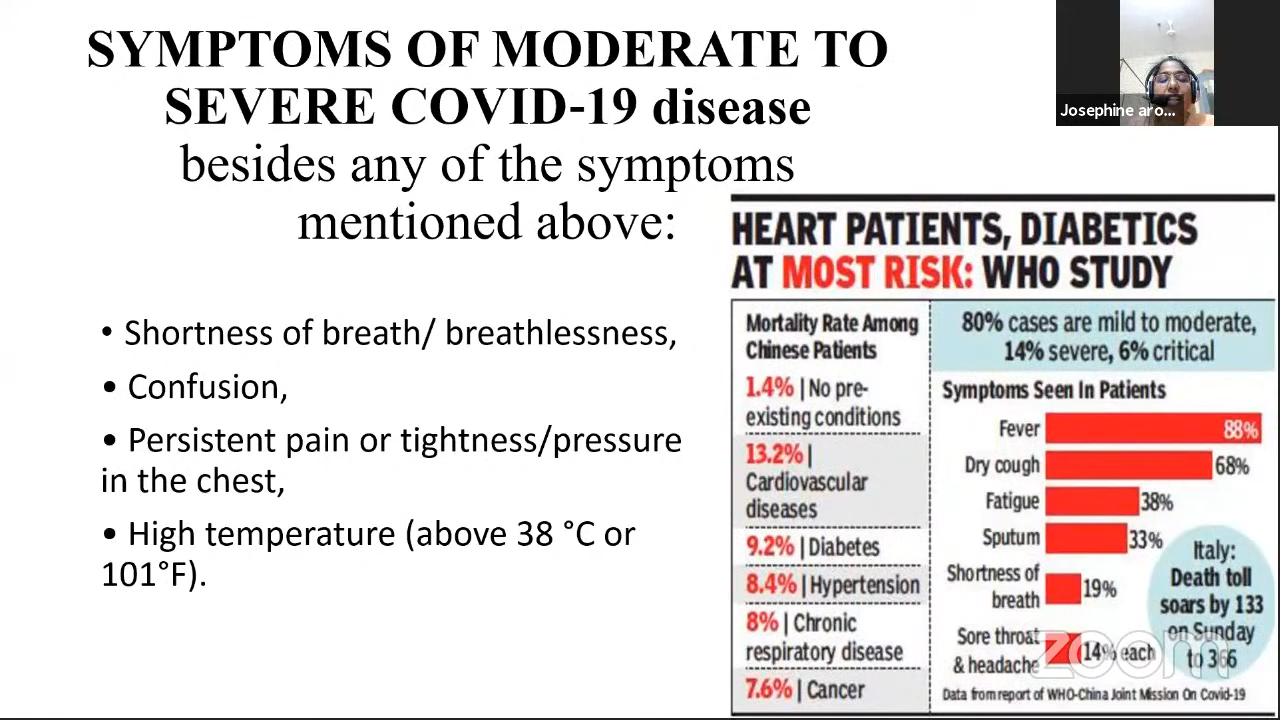 SYMPTOMS OF MODERATE TO
SEVERE COVID-19 disease
besides any of the symptoms
mentioned above:
• Shortness of breath/ breathlessness,
• Confusion,
• Persistent pain or tightness/pressure
in the chest,
• High temperature (above 38 °C or
101°F).
Josephine aro...
HEART PATIENTS, DIABETICS
AT MOST RISK: WHO STUDY
Mortality Rate Among
Chinese Patients
1.4% | No pre-
existing conditions
13.2% |
Cardiovascular
diseases
9.2% | Diabetes
8.4% | Hypertension
8% | Chronic
respiratory disease
7.6% | Cancer
80% cases are mild to moderate,
14% severe, 6% critical
Symptoms Seen In Patients
Fever 88%
Dry cough 68%
Fatigue 38%
Sputum 33%
Shortness of
breath 19%
Sore throat
& headache 14% each
Italy:
Death toll
soars by 133
on Sunday
to 366
Data from report of WHO-China Joint Mission On Covid-19
zoom